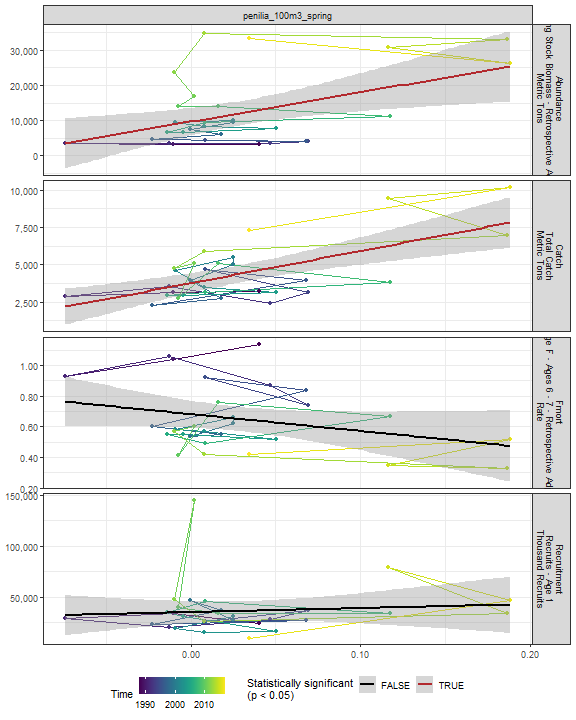 penilia_100m3_spring
30,000
20,000
10,000
0
Abundance
Stock Biomass - Retrospective
Metric Tons
10,000
7,500
5,000
2,500
Catch
Total Catch
Metric Tons
1.00
0.80
0.60
0.40
0.20
Fmort
F - Ages 6 - 7 - Retrospective
Rate
150,000
100,000
50,000
Recruitment
Recruits - Age 1
Thousand Recruits
0.00
0.10
0.20
Time
1990 2000 2010
Statistically significant
(p < 0.05)
FALSE
TRUE